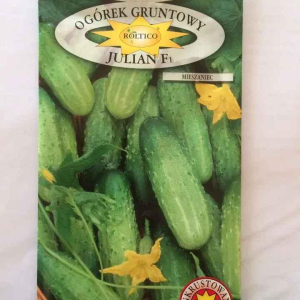 OGÓREK GRUNTOWY
ROLTICO
JULIAN F1
MIESZANIEC